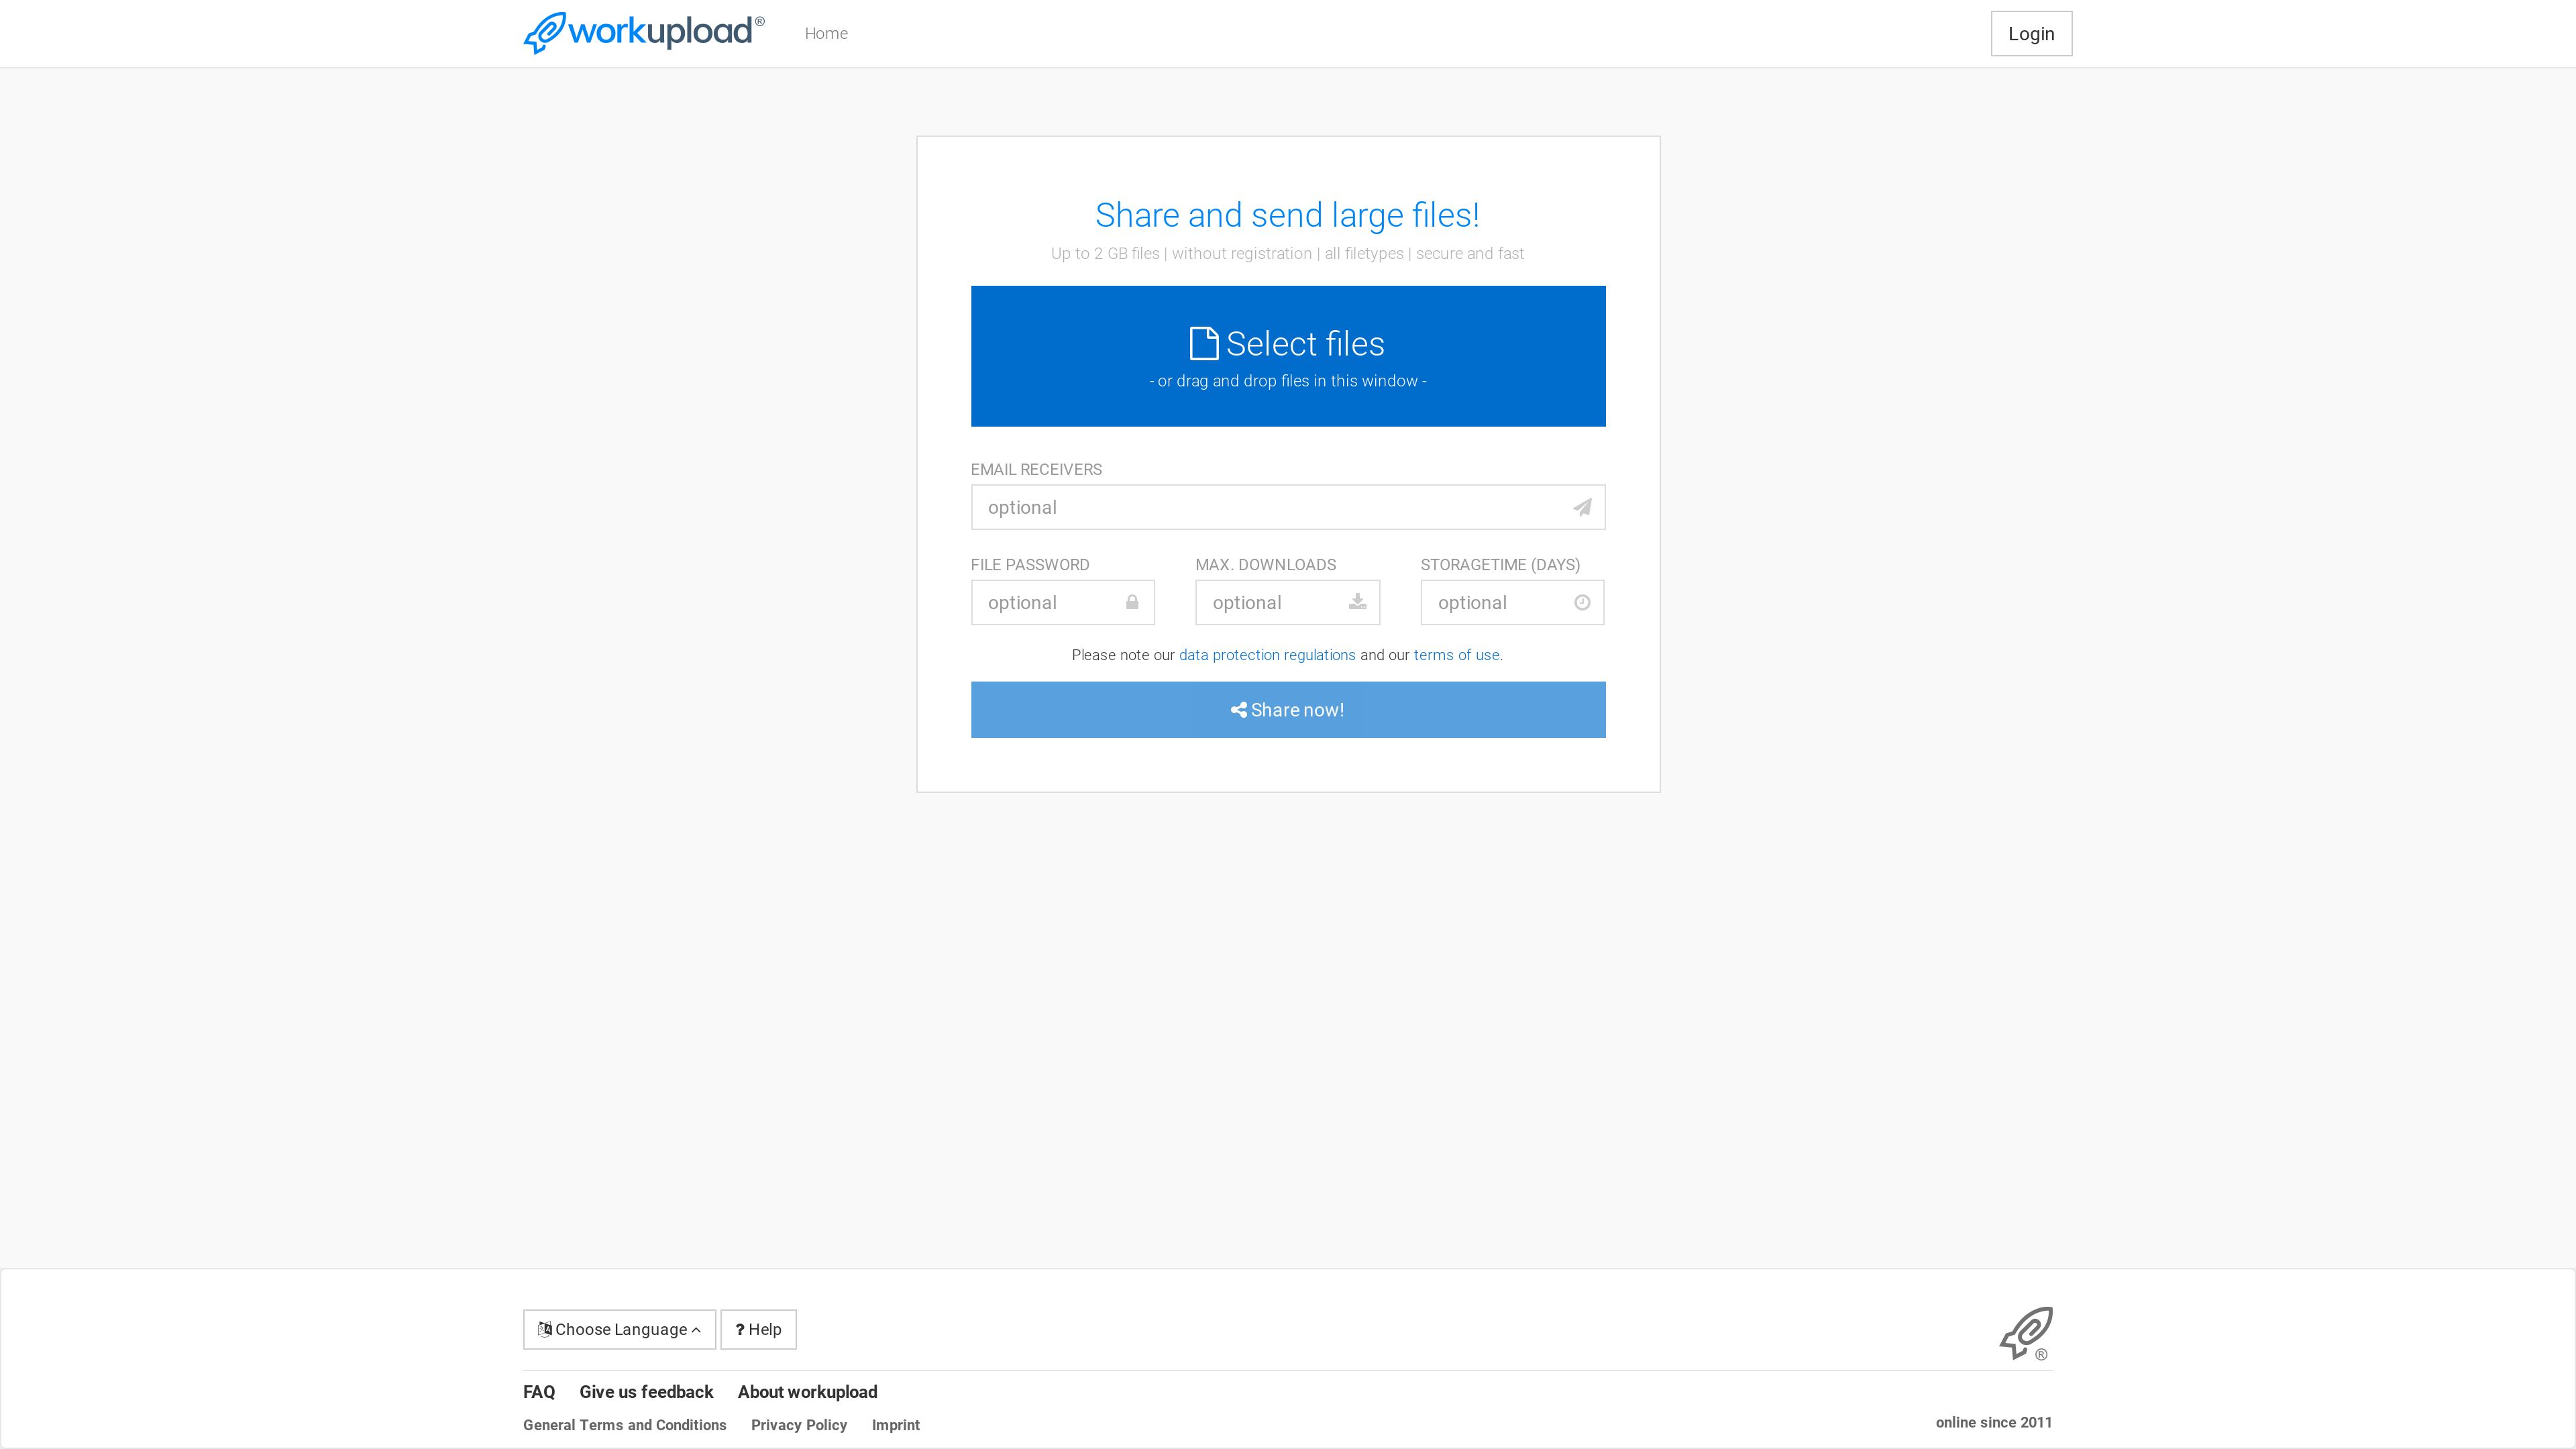 workupload®
Home
Login
Share and send large files!
Up to 2 GB files | without registration | all filetypes | secure and fast
Select files
- or drag and drop files in this window -
EMAIL RECEIVERS
optional
FILE PASSWORD
MAX. DOWNLOADS
STORAGETIME (DAYS)
optional
optional
optional
Please note our data protection regulations and our terms of use.
Share now!
Choose Language
? Help
®
FAQ
Give us feedback
About workupload
General Terms and Conditions
Privacy Policy
Imprint
online since 2011